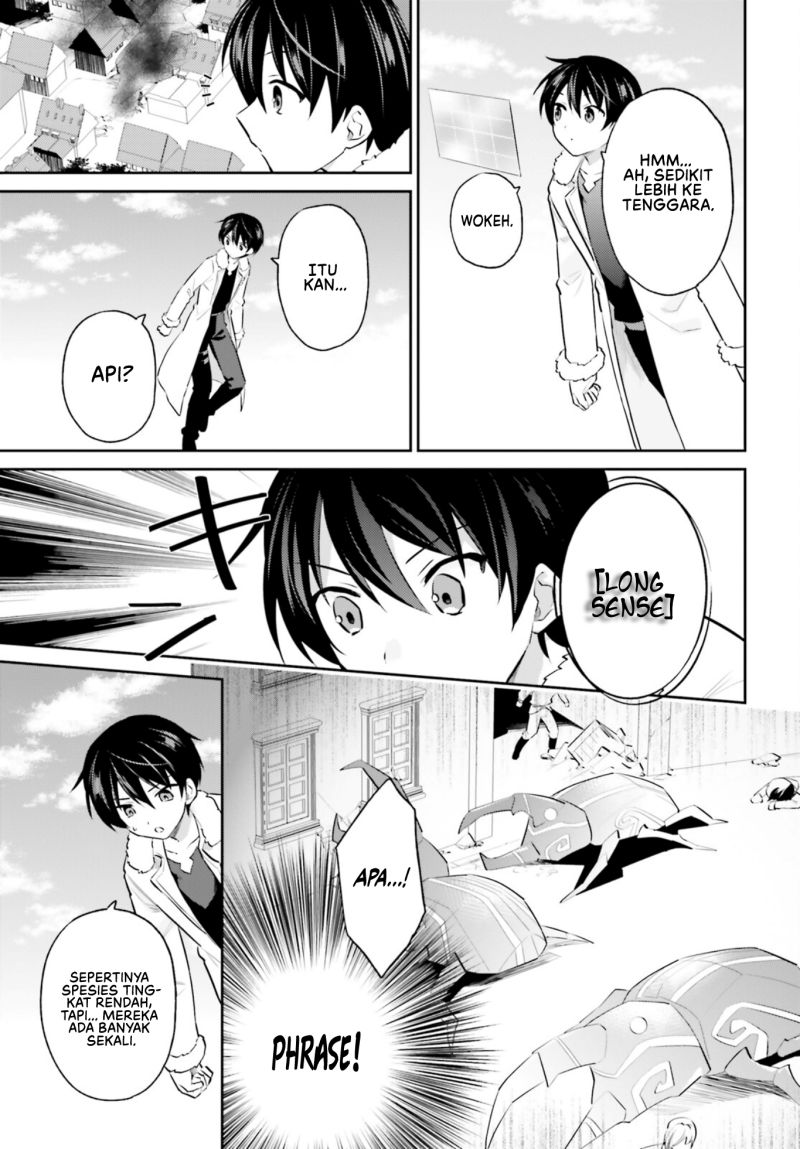 HMM...
AH, SEDIKIT
LEBIH KE
TENGGARA.
WOKEH.
ITU
KAN...
API?
[LONG
SENSE]
APA...!
PHRASE!
SEPERTINYA
SPESIES TING-
KAT RENDAH,
TAPI... MEREKA
ADA BANYAK
SEKALI.